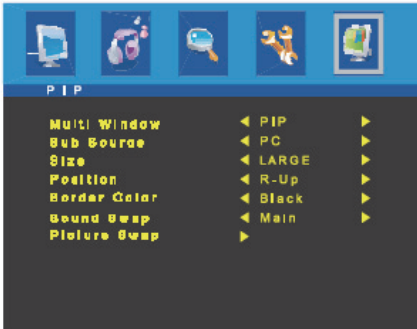 PIP
Multi Window PIP
Sub Source PC
Size LARGE
Position R-Up
Border Color Black
Sound Swap Main
Picture Swap